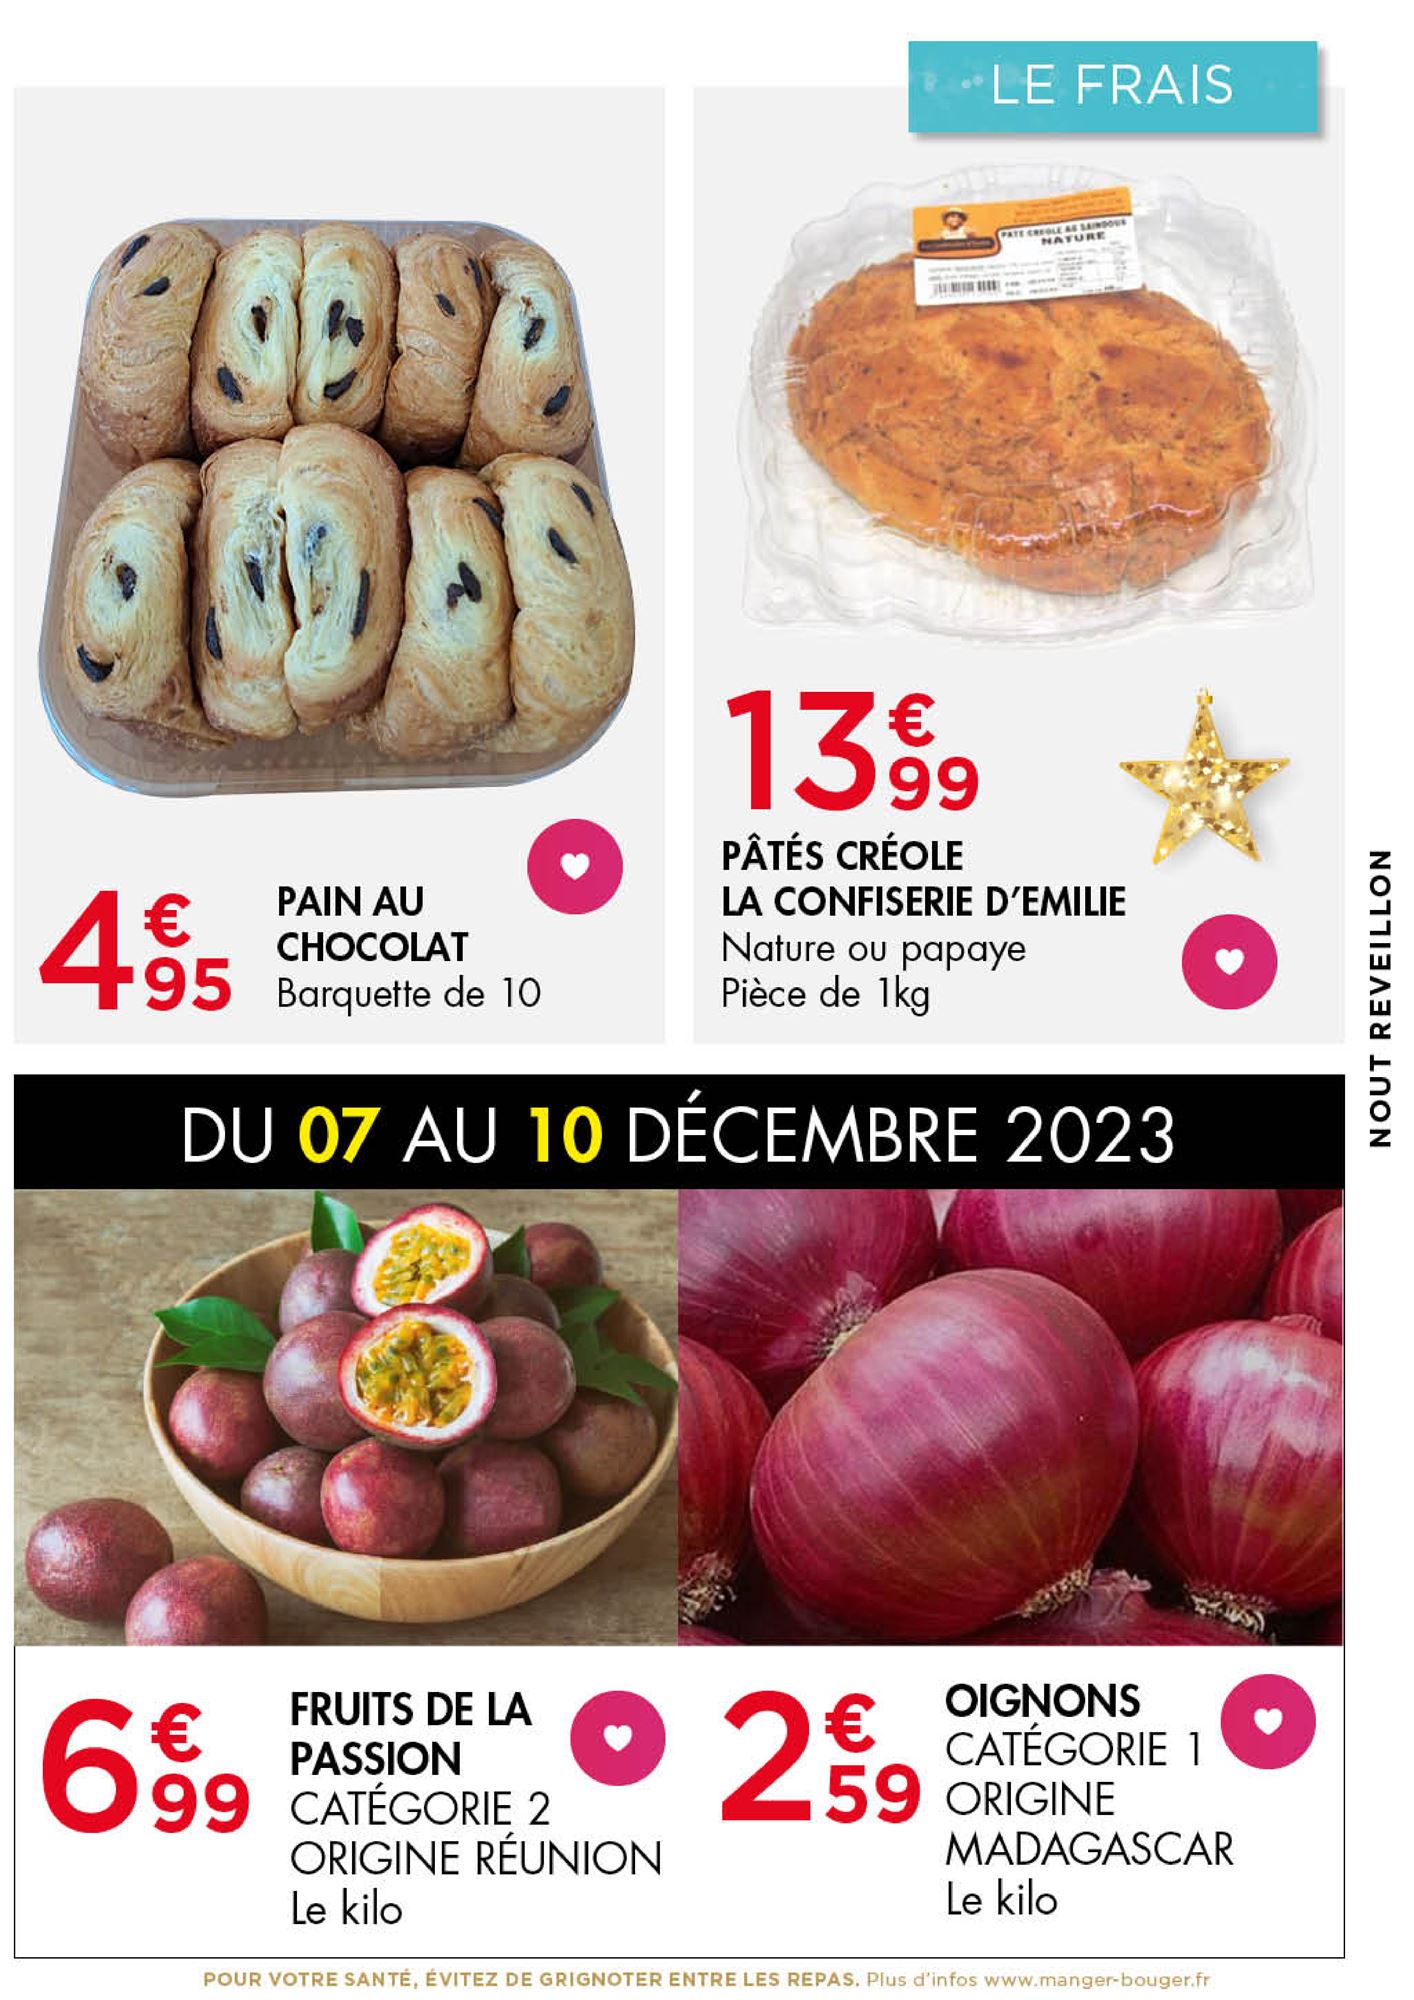 LE FRAIS
PATE CREOLE AU SAINDOUX
NATURE
4€95
PAIN AU
CHOCOLAT
Barquette de 10
13€99
PÂTÉS CRÉOLE
LA CONFISERIE D'EMILIE
Nature ou papaye
Pièce de 1kg
NOUT REVEILLON
DU 07 AU 10 DÉCEMBRE 2023
6€99
FRUITS DE LA
PASSION
CATÉGORIE 2
ORIGINE RÉUNION
Le kilo
2€59
OIGNONS
CATÉGORIE 1
ORIGINE
MADAGASCAR
Le kilo
POUR VOTRE SANTÉ, ÉVITEZ DE GRIGNOTER ENTRE LES REPAS. Plus d'infos www.manger-bouger.fr